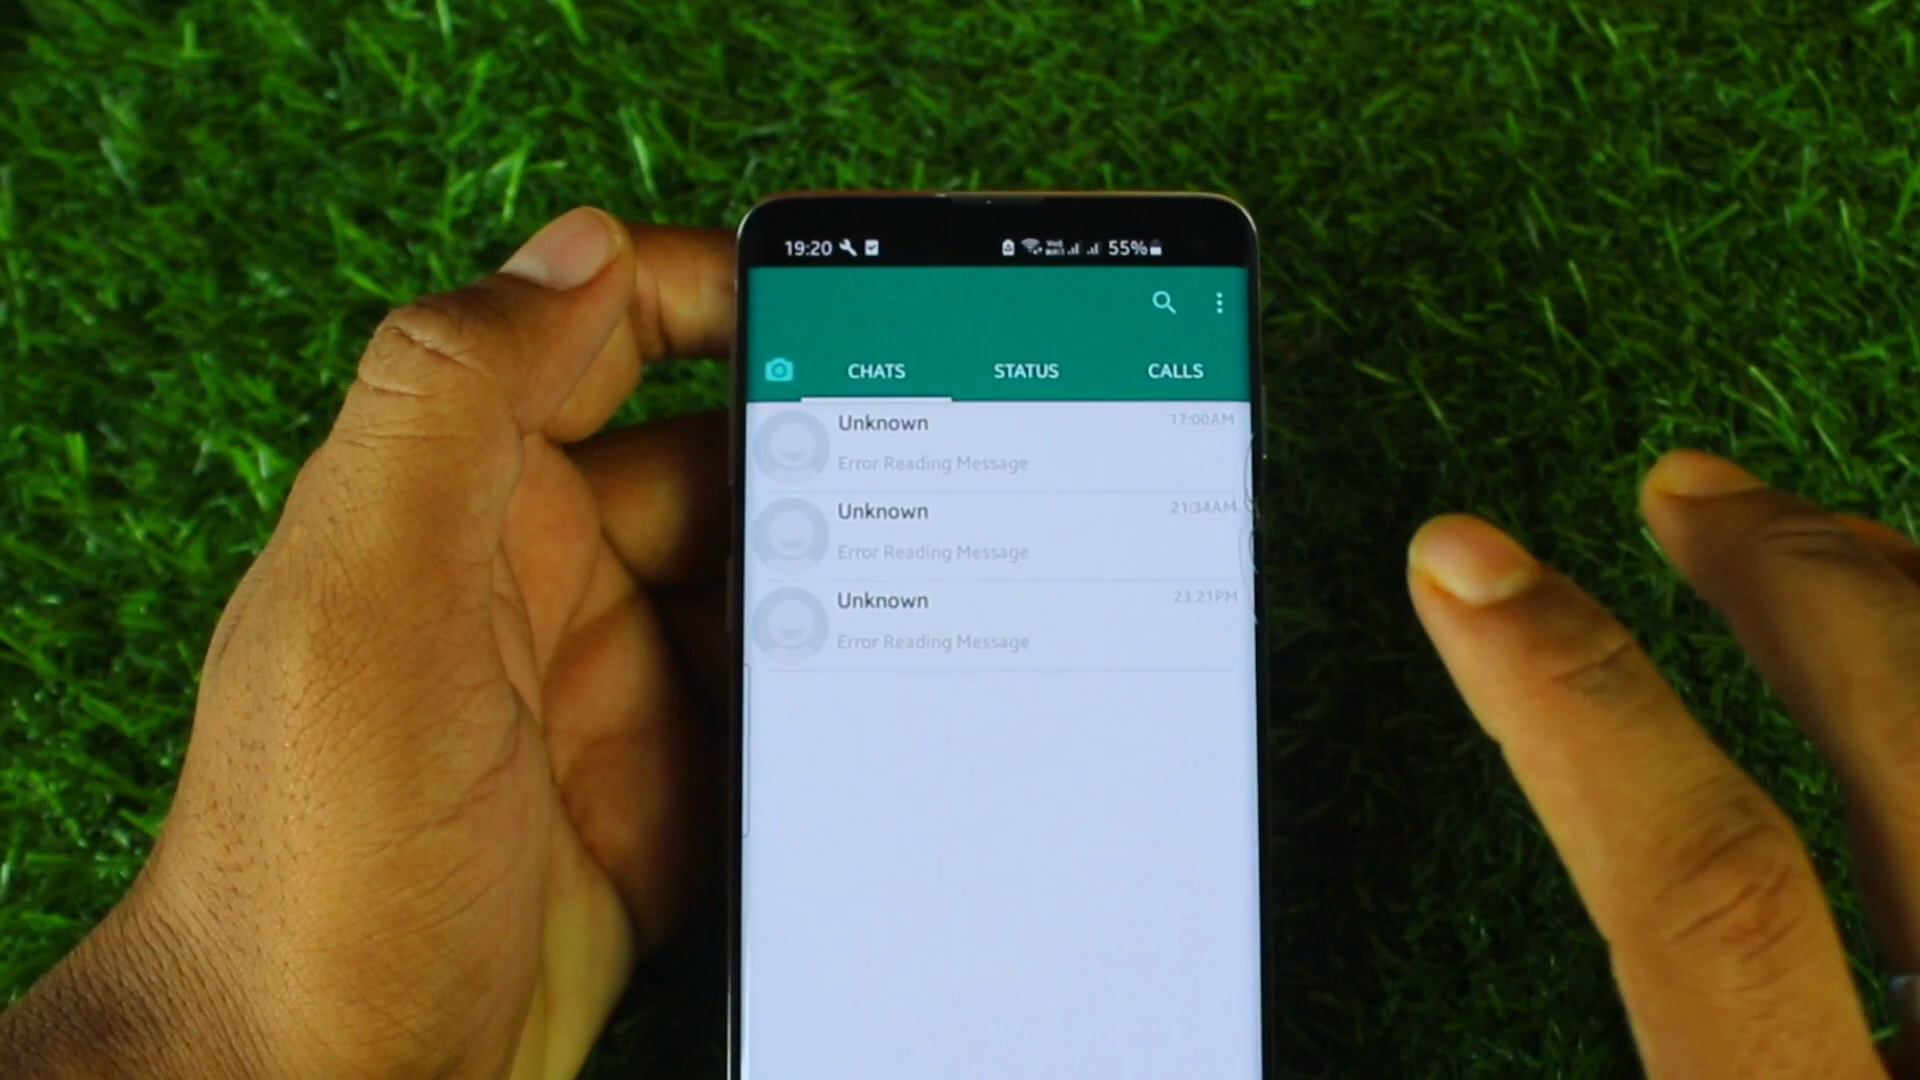 19:20 55%
CHATS STATUS CALLS
Unknown 17:00AM
Error Reading Message
Unknown 21:34AM
Error Reading Message
Unknown 23:21PM
Error Reading Message